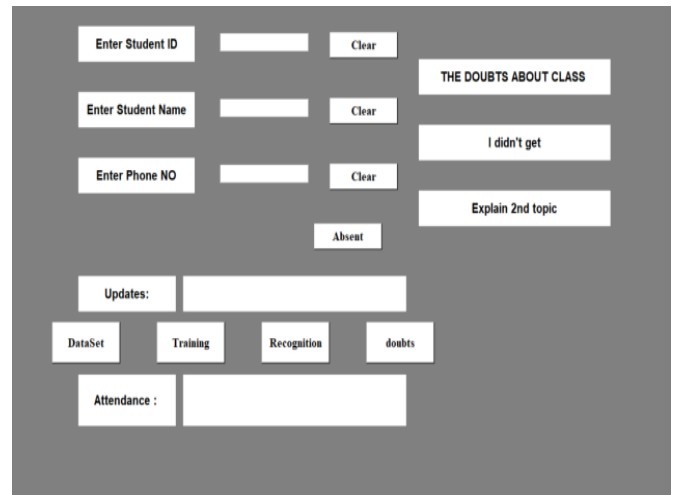 Enter Student ID
Clear
THE DOUBTS ABOUT CLASS
Enter Student Name
Clear
I didn't get
Enter Phone NO
Clear
Explain 2nd topic
Absent
Updates:
DataSet
Training
Recognition
doubts
Attendance :